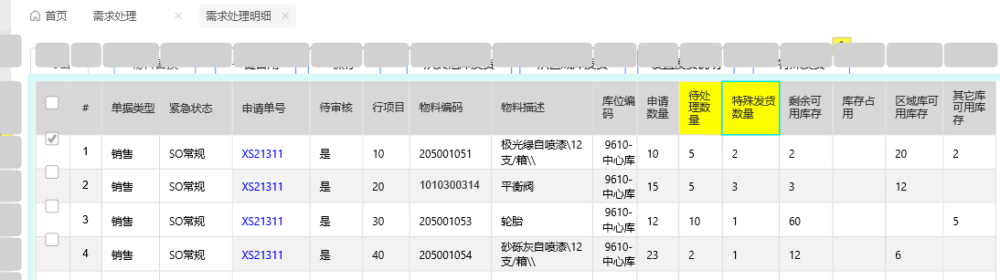 首页 需求处理 × 需求处理明细 ×
# 单据类型 紧急状态 申请单号 待审核 行项目 物料编码 物料描述 库位编码 申请数量 待处理数量 特殊发货数量 剩余可用库存 库存占用 区域库可用库存 其它库可用库存
1 销售 SO常规 XS21311 是 10 205001051 极光绿自喷漆\12支/箱\\ 9610-中心库 10 5 2 2 20 2
2 销售 SO常规 XS21311 是 20 1010300314 平衡阀 9610-中心库 15 5 3 3 12
3 销售 SO常规 XS21311 是 30 205001053 轮胎 9610-中心库 12 10 1 60 5
4 销售 SO常规 XS21311 是 40 205001054 砂砾灰自喷漆\12支/箱\\ 9610-中心库 23 2 1 12 6